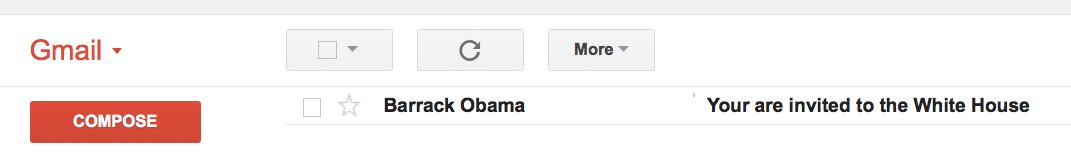 Gmail
More
COMPOSE
Barrack Obama
Your are invited to the White House